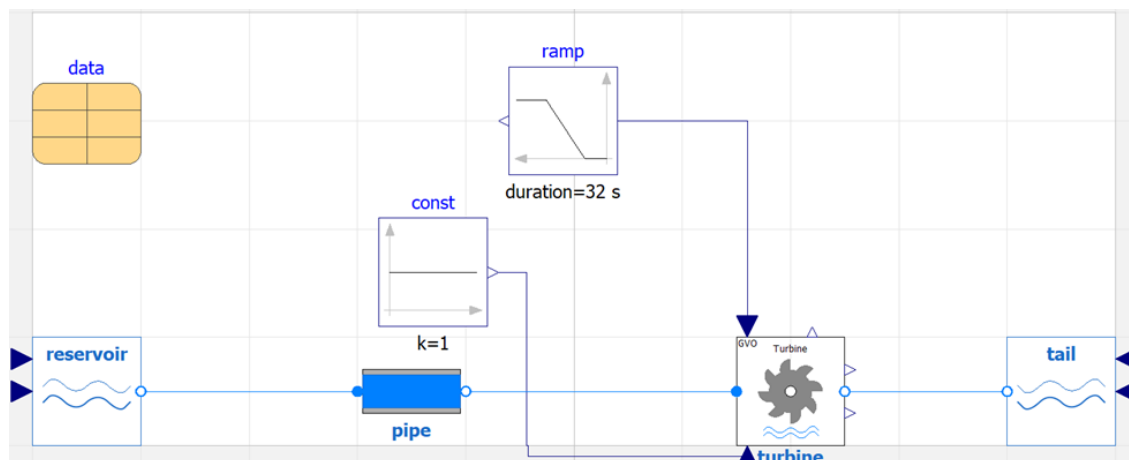 ramp
data
duration=32 s
const
k=1
reservoir
GVO
Turbine
tail
pipe
turbine